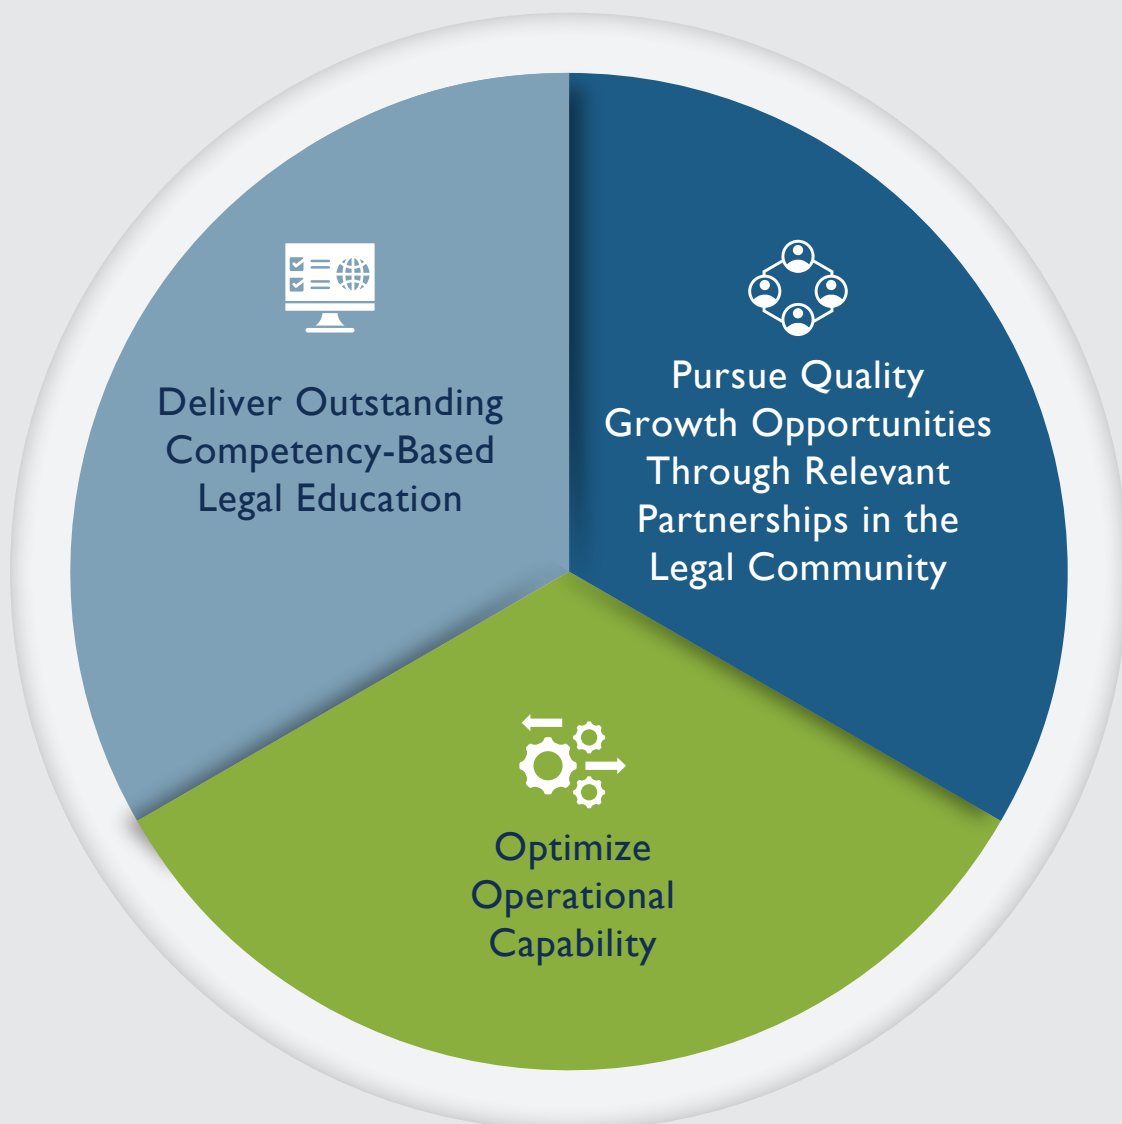 Deliver Outstanding
Competency-Based
Legal Education
Pursue Quality
Growth Opportunities
Through Relevant
Partnerships in the
Legal Community
Optimize
Operational
Capability